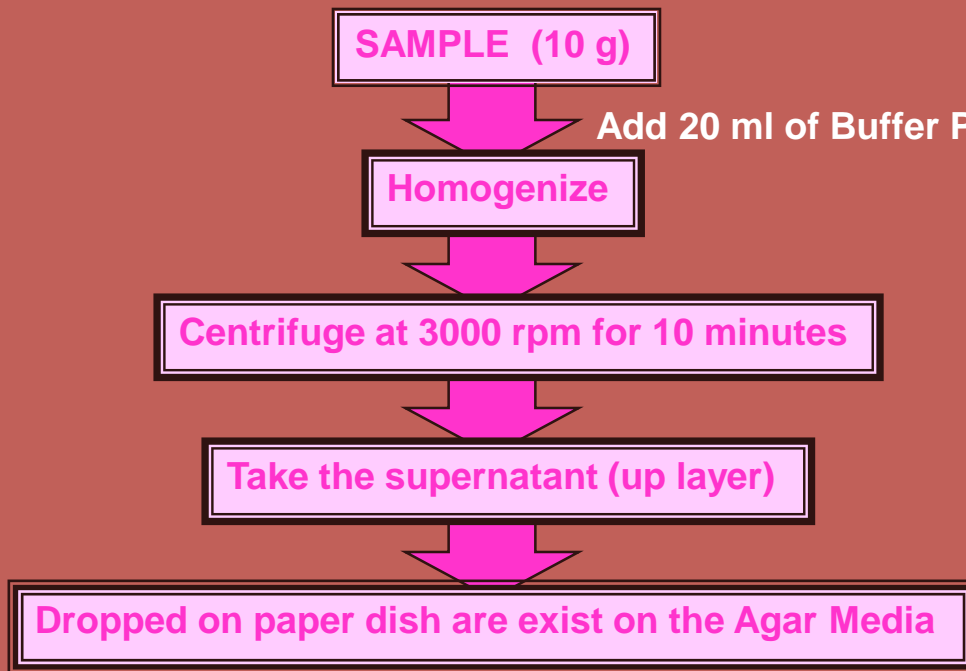 SAMPLE (10 g)
Add 20 ml of Buffer P
Homogenize
Centrifuge at 3000 rpm for 10 minutes
Take the supernatant (up layer)
Dropped on paper dish are exist on the Agar Media